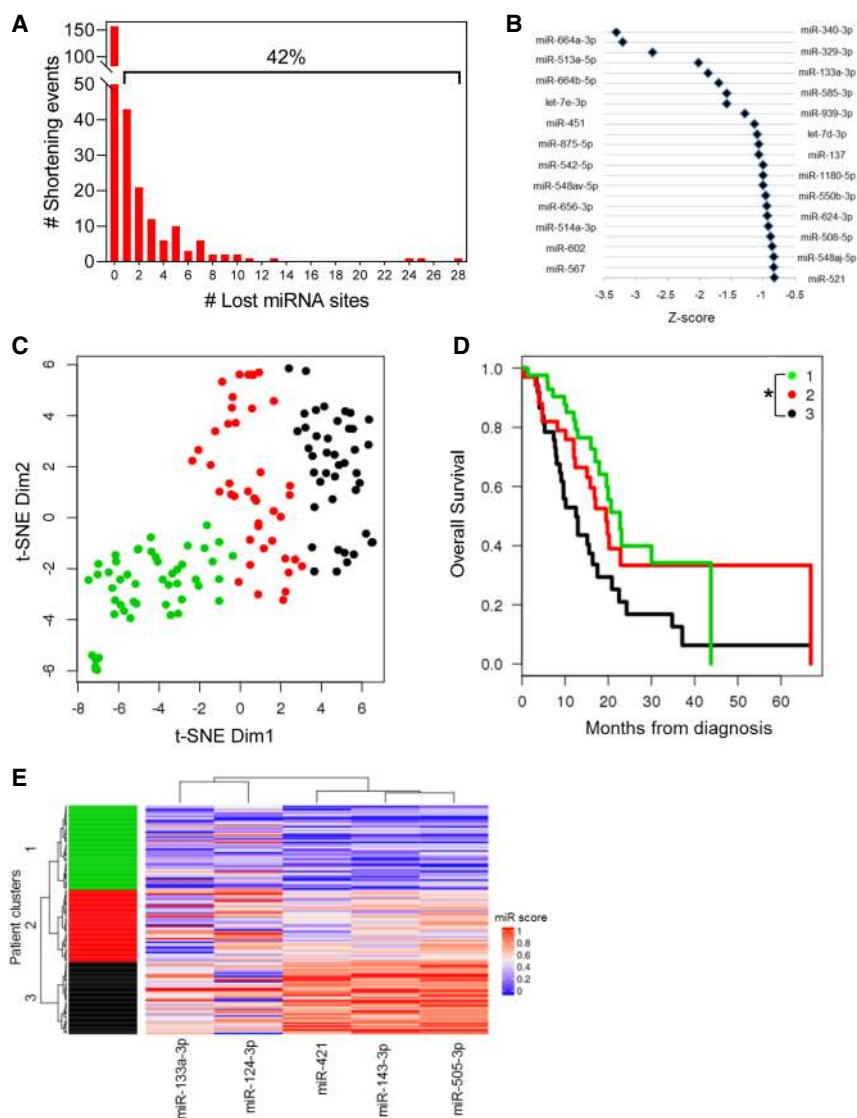 A
42%
# Shortening events
150
100
50
50
40
30
20
10
0
0 2 4 6 8 10 12 14 16 18 20 22 24 26 28
# Lost miRNA sites
B
miR-340-3p
miR-664a-3p
miR-329-3p
miR-513a-5p
miR-133a-3p
miR-664b-5p
miR-585-3p
let-7e-3p
miR-939-3p
miR-451
let-7d-3p
miR-875-5p
miR-137
miR-542-5p
miR-1180-5p
miR-548av-5p
miR-550b-3p
miR-656-3p
miR-624-3p
miR-514a-3p
miR-508-5p
miR-602
miR-548aj-5p
miR-567
miR-521
-3.5 -3 -2.5 -2 -1.5 -1 -0.5
Z-score
C
t-SNE Dim2
6
4
2
0
-2
-4
-6
-8 -6 -4 -2 0 2 4 6
t-SNE Dim1
D
Overall Survival
1.0
0.8
0.6
0.4
0.2
0.0
* 1
2
3
0 10 20 30 40 50 60
Months from diagnosis
E
Patient clusters
1
2
3
miR score
1
0.8
0.6
0.4
0.2
0
miR-133a-3p
miR-124-3p
miR-421
miR-143-3p
miR-505-3p